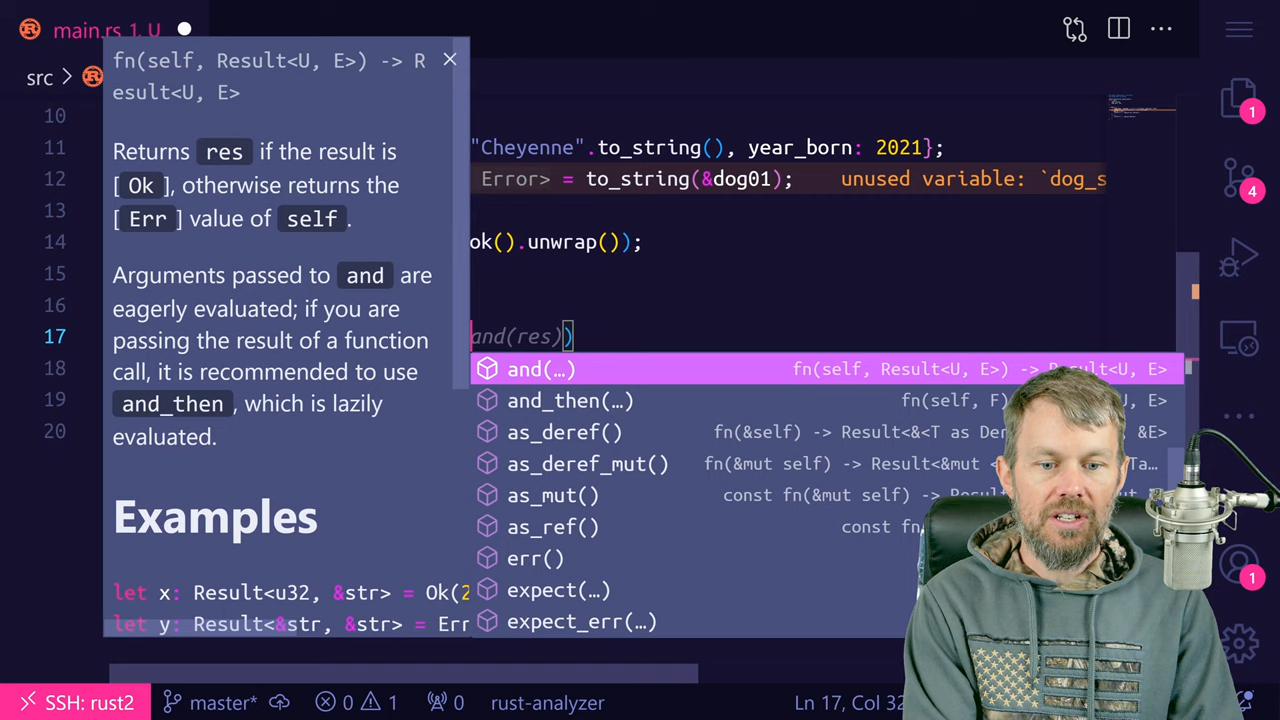 main.rs 1, U
fn(self, Result<U, E>) -> R
esult<U, E>
src
Returns res if the result is
[Ok], otherwise returns the
[Err] value of self.
Arguments passed to and are
eagerly evaluated; if you are
passing the result of a function
call, it is recommended to use
and_then, which is lazily
evaluated.
Examples
let x: Result<u32, &str> = Ok(2
let y: Result<&str, &str> = Err
10
11 "Cheyenne".to_string(), year_born: 2021};
12 Error> = to_string(&dog01); unused variable: `dog_s
13
14 ok().unwrap());
15
16
17 and(res))
18
19
20
and(…) fn(self, Result<U, E>) -> Result<U, E>
and_then(…) fn(self, F) U, E>
as_deref() fn(&self) -> Result<&<T as Der &E>
as_deref_mut() fn(&mut self) -> Result<&mut < Ta…
as_mut() const fn(&mut self) -> Resul
as_ref() const fn
err()
expect(…)
expect_err(…)
1
4
1
SSH: rust2 master* 0 1 0 rust-analyzer Ln 17, Col 32